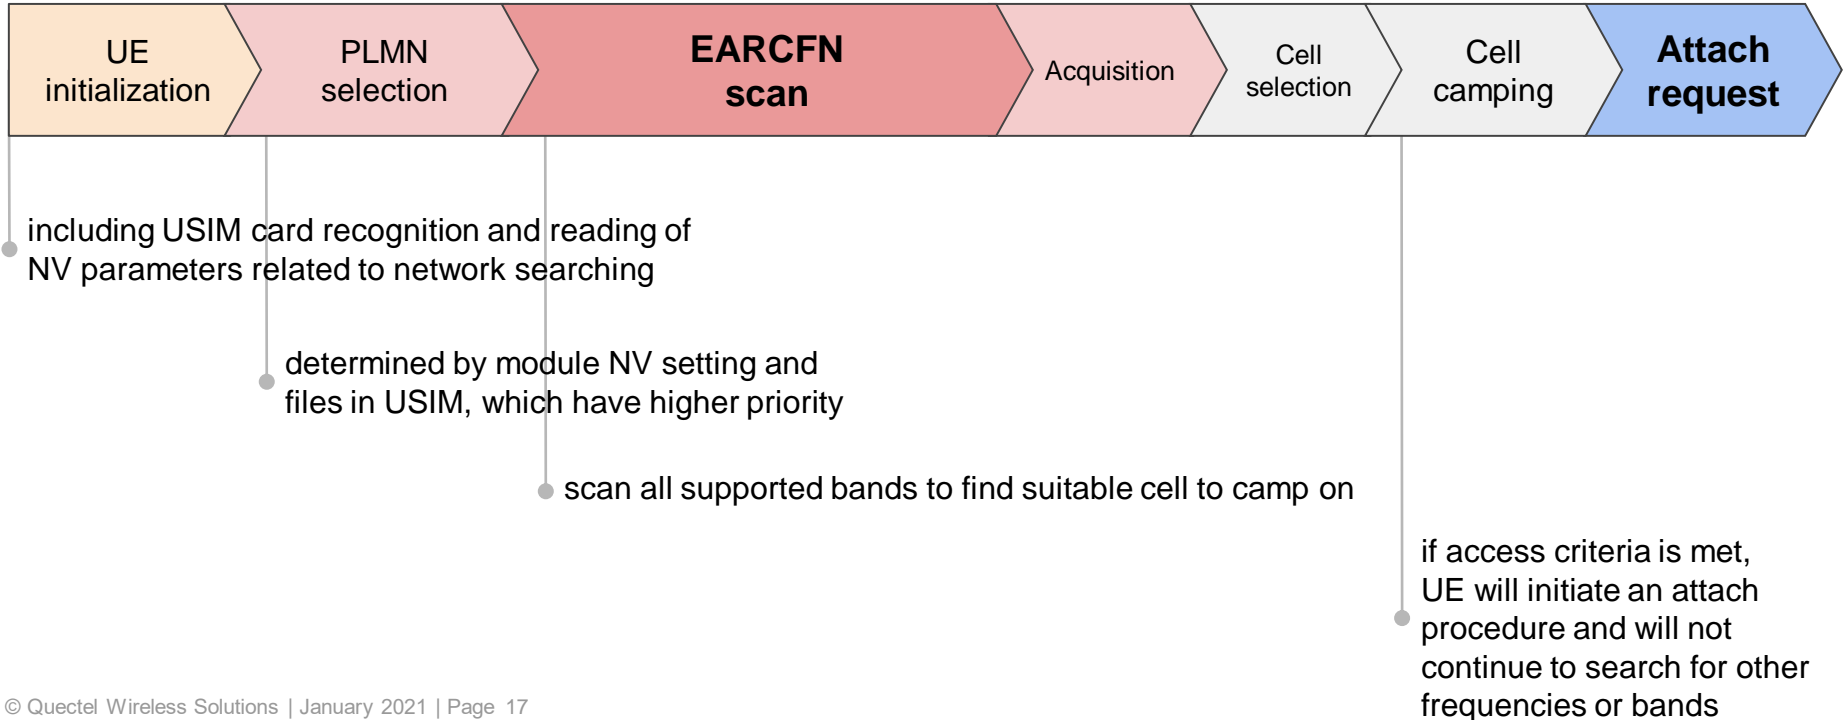 UE
initialization
PLMN
selection
EARCFN
scan
Acquisition
Cell
selection
Cell
camping
Attach
request
including USIM card recognition and reading of
NV parameters related to network searching
determined by module NV setting and
files in USIM, which have higher priority
scan all supported bands to find suitable cell to camp on
if access criteria is met,
UE will initiate an attach
procedure and will not
continue to search for other
frequencies or bands
© Quectel Wireless Solutions | January 2021 | Page 17